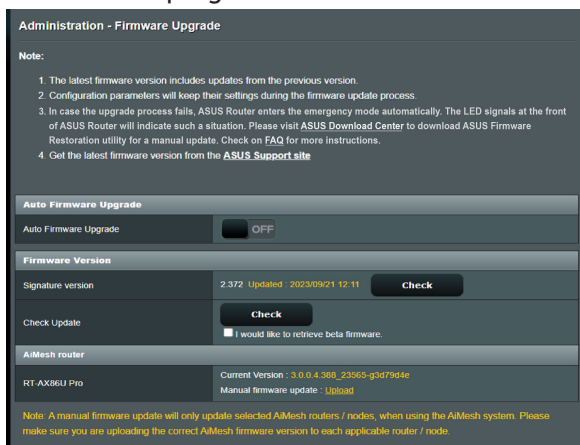 Administration - Firmware Upgrade
Note:
1. The latest firmware version includes updates from the previous version.
2. Configuration parameters will keep their settings during the firmware update process.
3. In case the upgrade process fails, ASUS Router enters the emergency mode automatically. The LED signals at the front
of ASUS Router will indicate such a situation. Please visit ASUS Download Center to download ASUS Firmware
Restoration utility for a manual update. Check on FAQ for more instructions.
4. Get the latest firmware version from the ASUS Support site
Auto Firmware Upgrade
Auto Firmware Upgrade OFF
Firmware Version
Signature version 2.372 Updated : 2023/09/21 12:11 Check
Check Update Check
I would like to retrieve beta firmware.
AiMesh router
RT-AX86U Pro Current Version : 3.0.0.4.388_23565-g3d79d4e
Manual firmware update : Upload
Note: A manual firmware update will only update selected AiMesh routers / nodes, when using the AiMesh system. Please
make sure you are uploading the correct AiMesh firmware version to each applicable router / node.